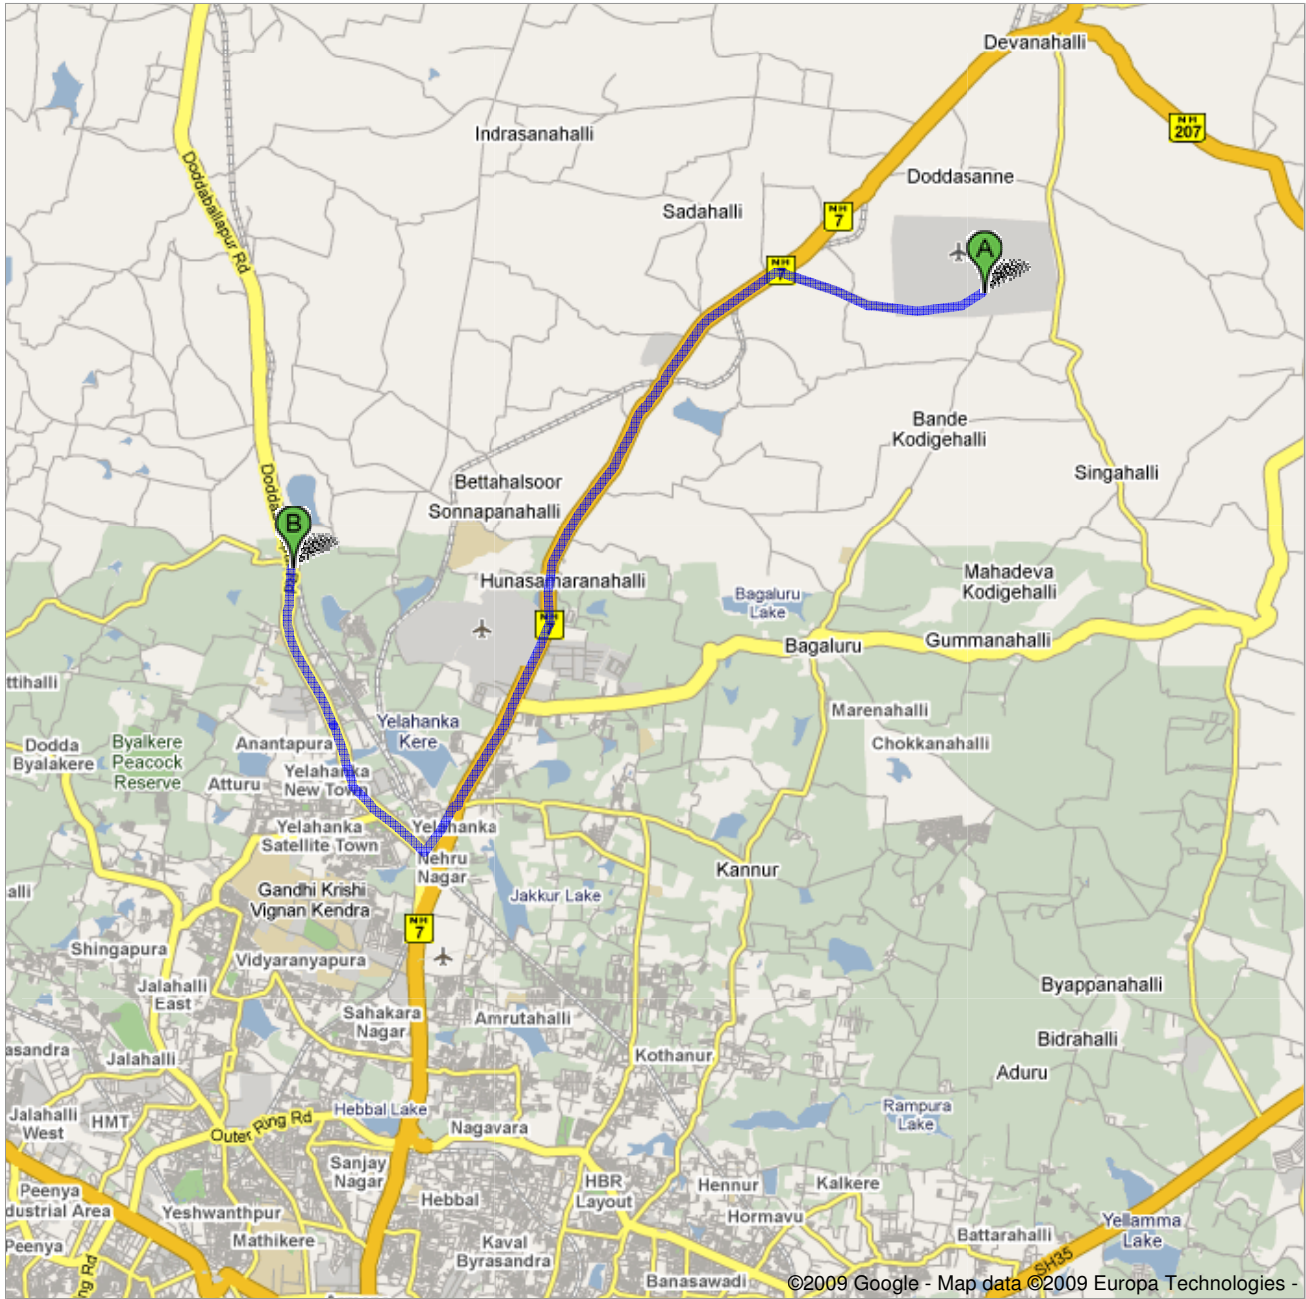 Devanahalli
NH
207
Indrasanahalli
Doddasanne
Sadahalli
NH
7
Doddaballapur Rd
A
NH
7
Bande
Kodigehalli
Singahalli
Bettahalsoor
Sonnapanahalli
Dodda
B
Hunasamaranahalli
Mahadeva
Kodigehalli
Bagaluru
Lake
NH
7
Bagaluru
Gummanahalli
ttihalli
Marenahalli
Yelahanka
Kere
Chokkanahalli
Dodda
Byalakere
Byalkere
Peacock
Reserve
Anantapura
Yelahanka
New Town
Atturu
Yelahanka
Satellite Town
Yelahanka
Nehru
Nagar
Kannur
alli
Gandhi Krishi
Vignan Kendra
Jakkur Lake
NH
7
Shingapura
Vidyaranyapura
Jalahalli
East
Byappanahalli
Sahakara
Nagar
Amrutahalli
Bidrahalli
asandra
Jalahalli
Kothanur
Aduru
Jalahalli
West
HMT
Hebbal Lake
Rampura
Lake
Outer Ring Rd
Nagavara
Sanjay
Nagar
HBR
Layout
Hennur
Kalkere
Peenya
dustrial Area
Yeshwanthpur
Hebbal
Hormavu
Yellamma
Lake
Peenya
Mathikere
Kaval
Byrasandra
Battarahalli
ng Rd
SH35
Banasawadi
©2009 Google - Map data ©2009 Europa Technologies -